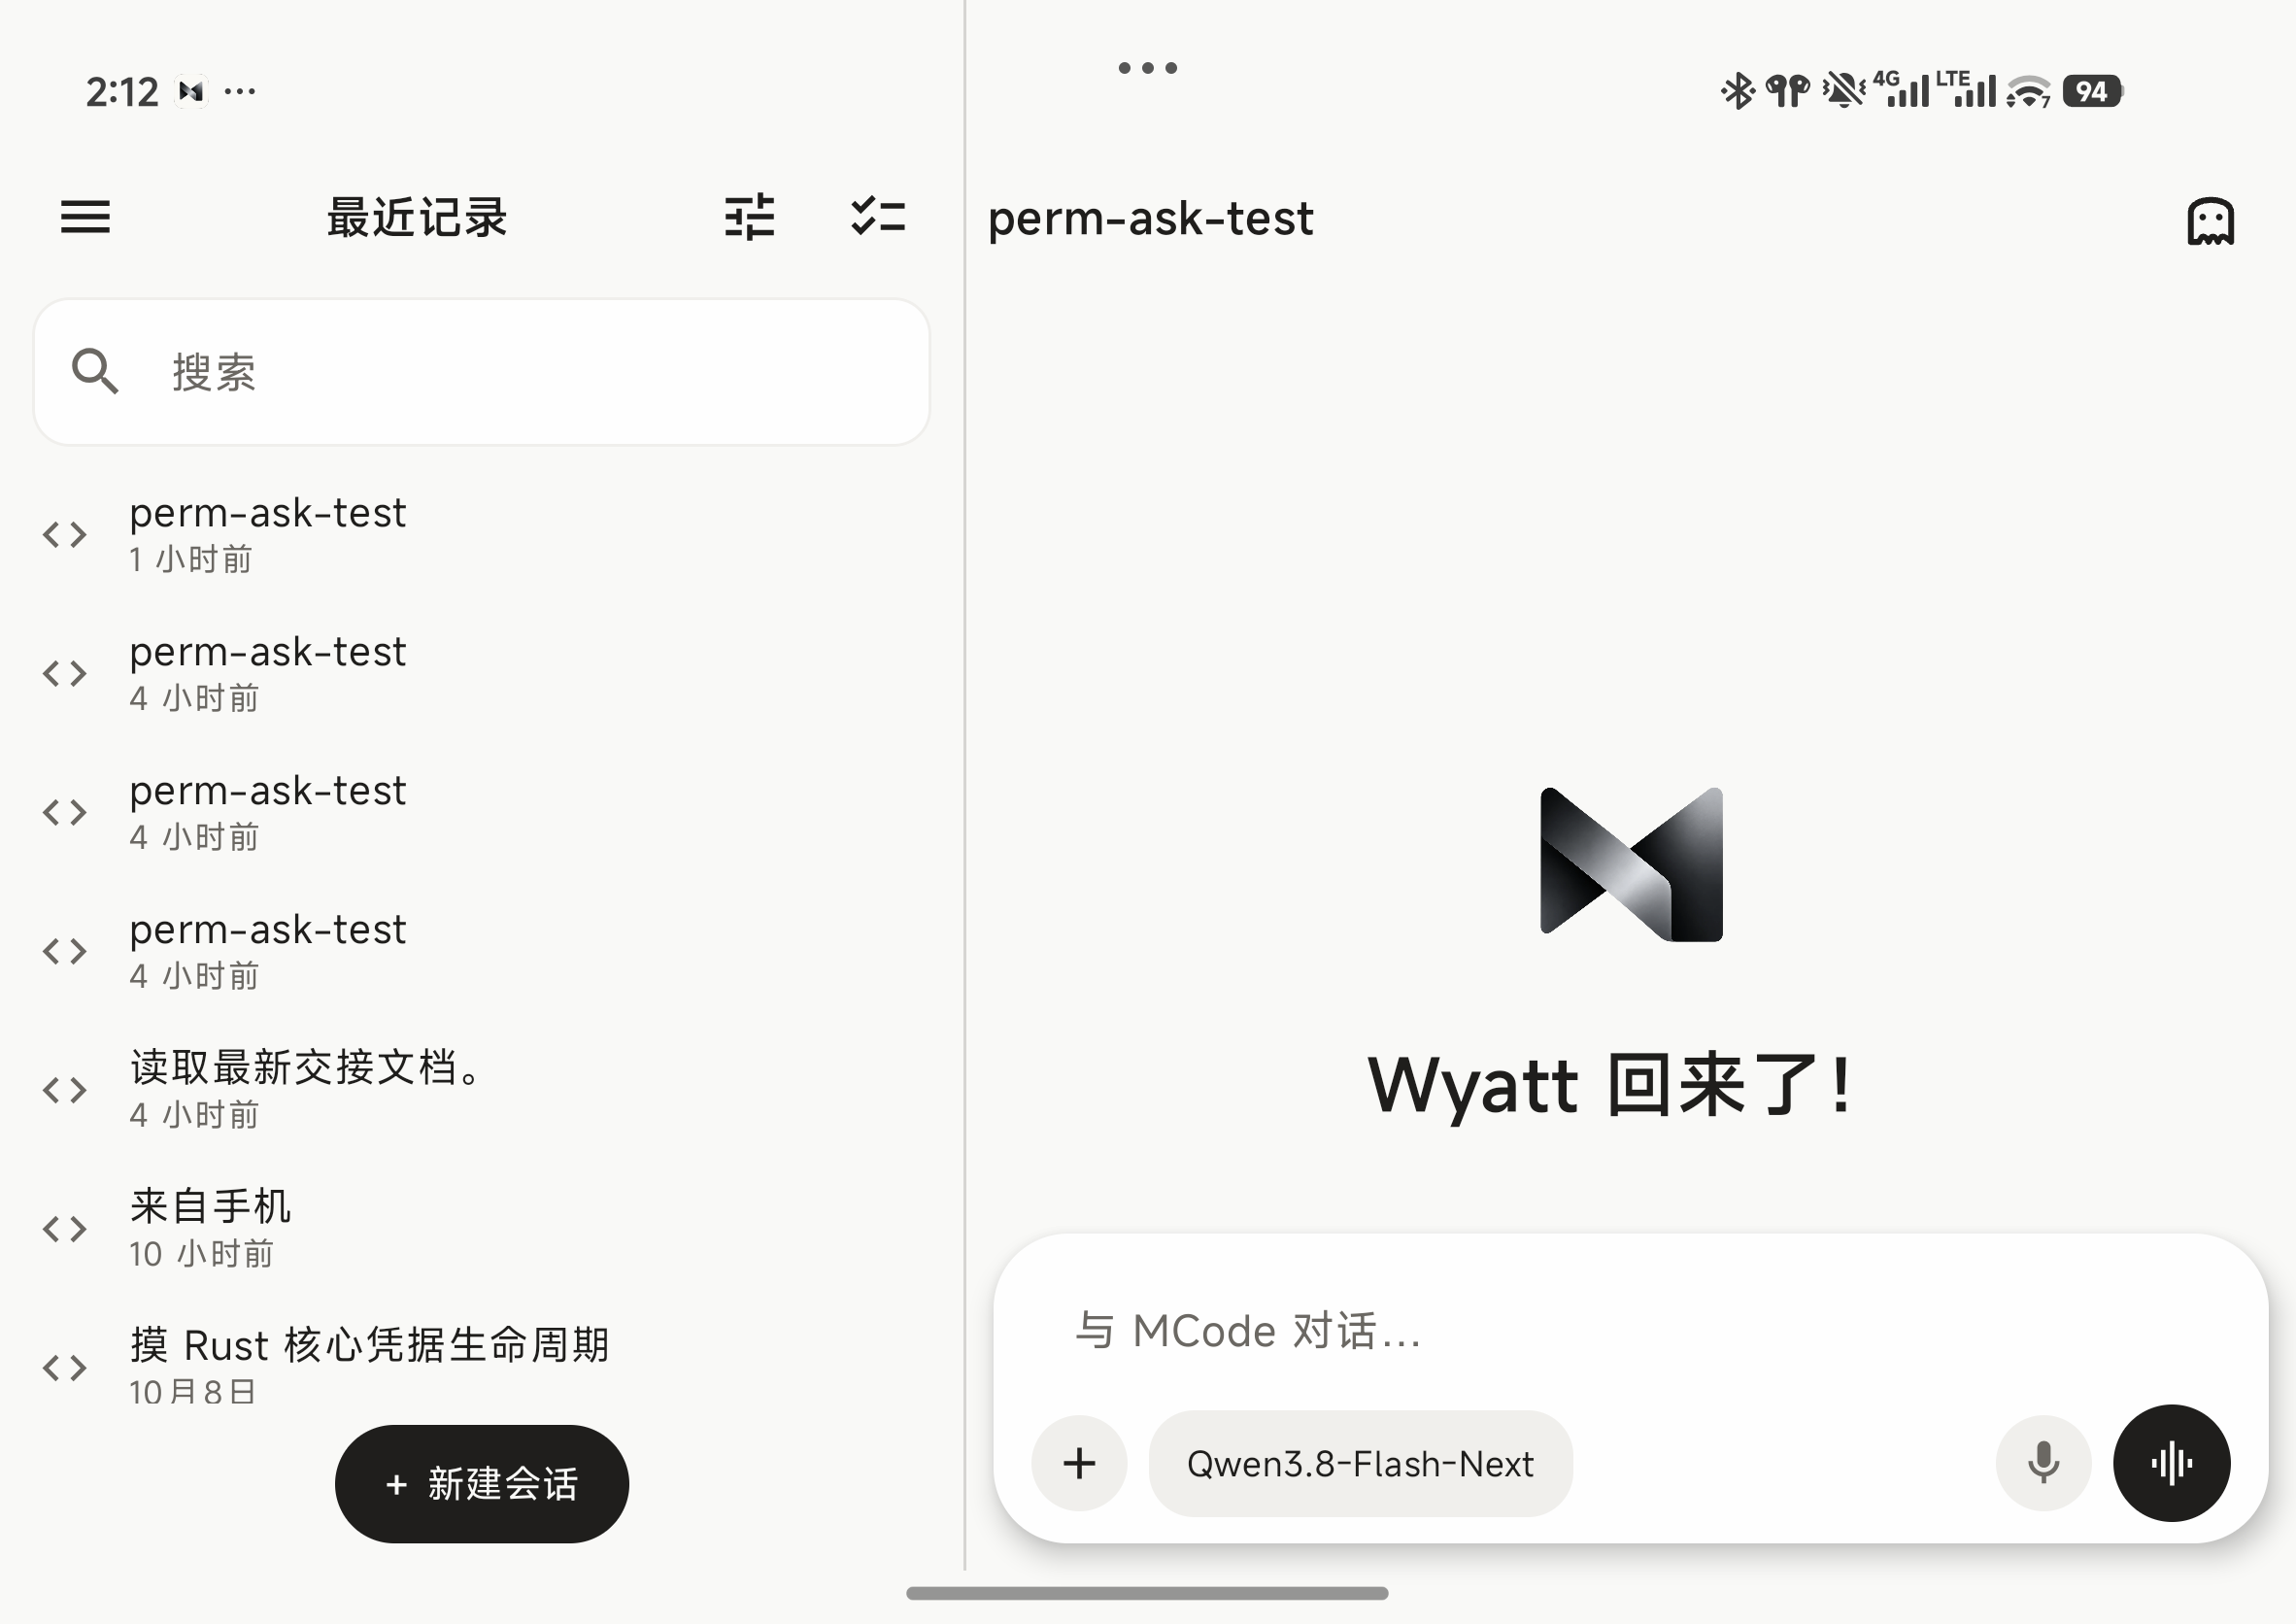 2:12
4G
LTE
7
94
最近记录
搜索
perm-ask-test
1 小时前
perm-ask-test
4 小时前
perm-ask-test
4 小时前
perm-ask-test
4 小时前
读取最新交接文档。
4 小时前
来自手机
10 小时前
摸 Rust 核心凭据生命周期
10月8日
+ 新建会话
perm-ask-test
Wyatt 回来了！
与 MCode 对话...
Qwen3.8-Flash-Next